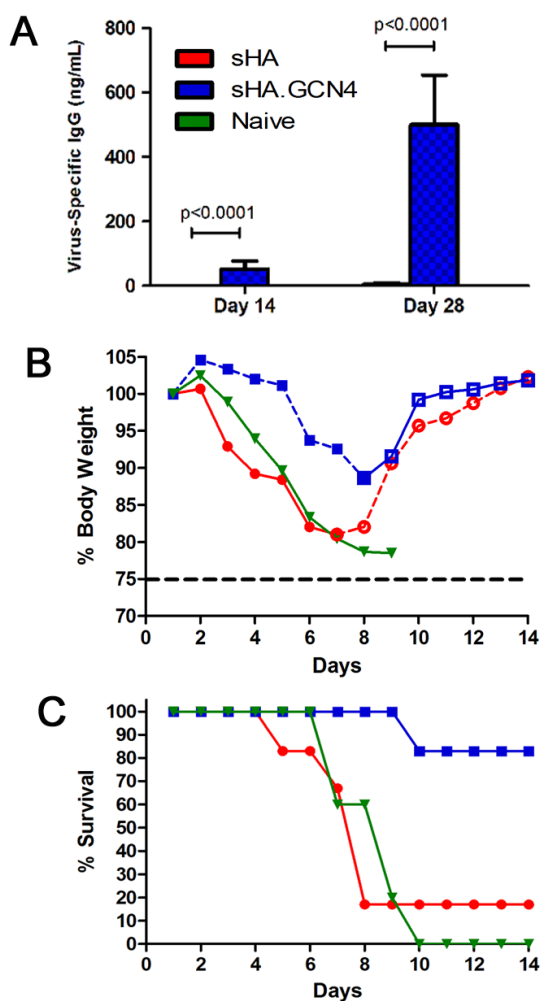 A
Virus-Specific IgG (ng/mL)
800
600
400
200
0
sHA
sHA.GCN4
Naive
p<0.0001
p<0.0001
Day 14
Day 28
B
% Body Weight
105
100
95
90
85
80
75
70
0
2
4
6
8
10
12
14
Days
C
% Survival
100
90
80
70
60
50
40
30
20
10
0
0
2
4
6
8
10
12
14
Days